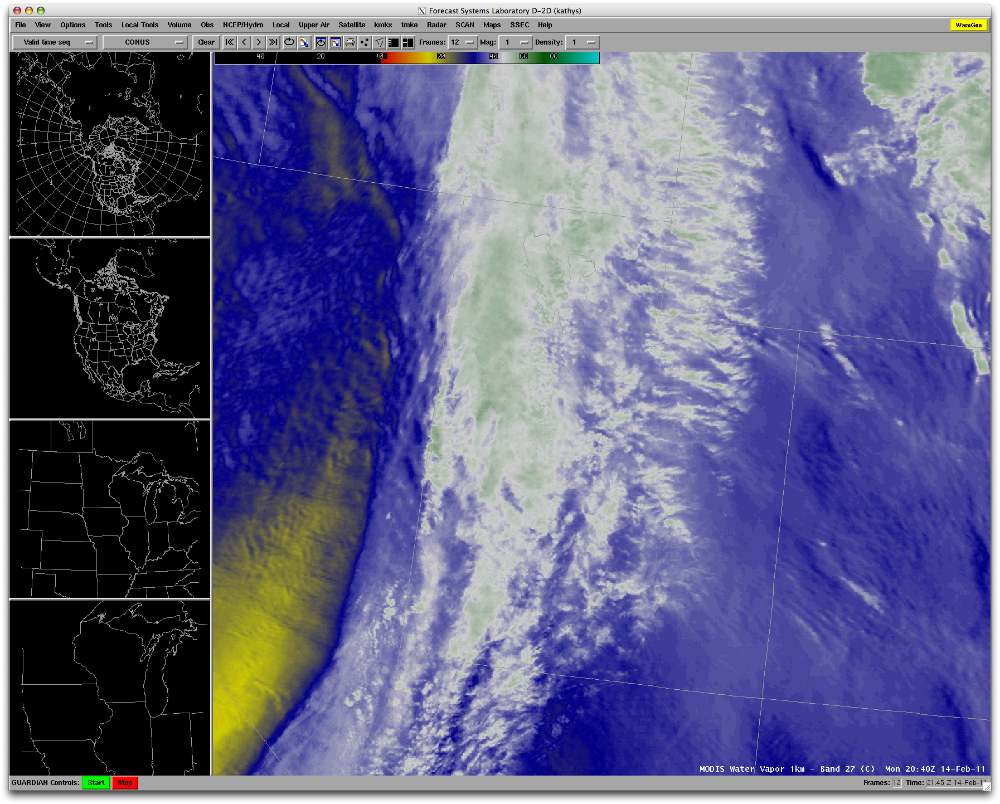 X Forecast Systems Laboratory D-2D (kathys)
File View Options Tools Local Tools Volume Obs NCEP/Hydro Local Upper Air Satellite kmkx tmke Radar SCAN Maps SSEC Help WarnGen
Valid time seq CONUS Clear Frames: 12 Mag: 1 Density: 1
40 20 +0- 20 40 60 80
MODIS Water Vapor 1km - Band 27 (C) Mon 20:40Z 14-Feb-11
GUARDIAN Controls: Start Stop Frames: 12 Time: 21:45 Z 14-Feb-11